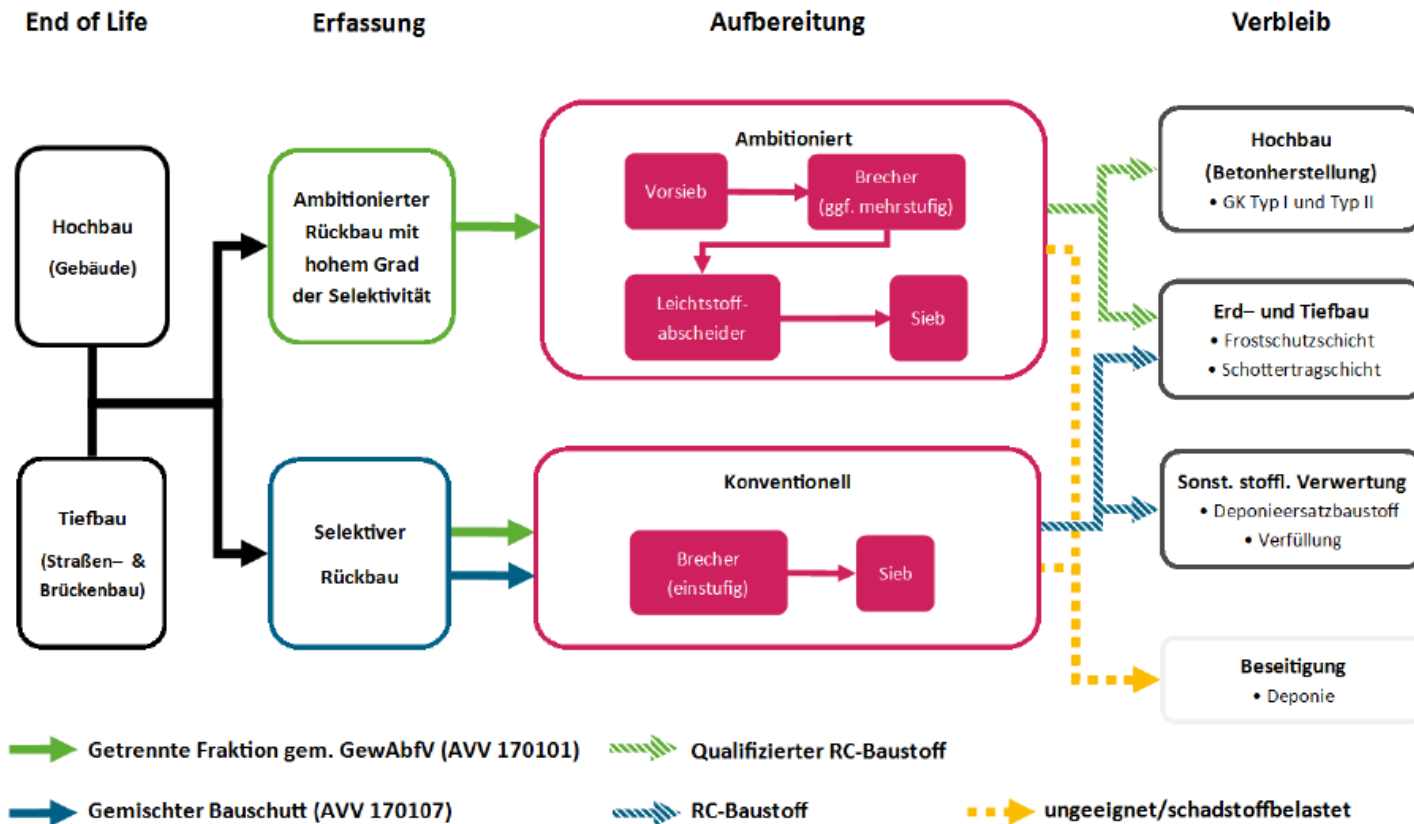 End of Life
Erfassung
Aufbereitung
Verbleib
Hochbau
(Gebäude)
Tiefbau
(Straßen– &
Brückenbau)
Ambitionierter
Rückbau mit
hohem Grad
der Selektivität
Selektiver
Rückbau
Ambitioniert
Vorsieb
Brecher
(ggf. mehrstufig)
Leichtstoff-
abscheider
Sieb
Konventionell
Brecher
(einstufig)
Sieb
Hochbau
(Betonherstellung)
• GK Typ I und Typ II
Erd– und Tiefbau
• Frostschutzschicht
• Schottertragschicht
Sonst. stoffl. Verwertung
• Deponieersatzbaustoff
• Verfüllung
Beseitigung
• Deponie
Getrennte Fraktion gem. GewAbfV (AVV 170101)
Qualifizierter RC-Baustoff
Gemischter Bauschutt (AVV 170107)
RC-Baustoff
ungeeignet/schadstoffbelastet